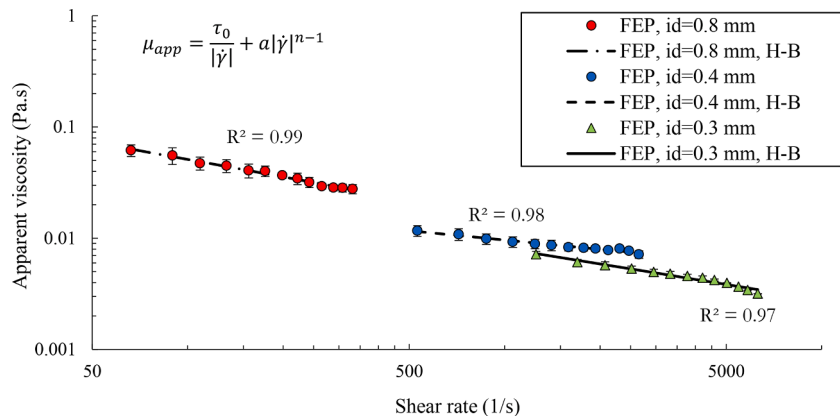 1
0.1
0.01
0.001
Apparent viscosity (Pa.s)
μ_app = τ₀/|γ̇| + a|γ̇|ⁿ⁻¹
FEP, id=0.8 mm
FEP, id=0.8 mm, H-B
FEP, id=0.4 mm
FEP, id=0.4 mm, H-B
FEP, id=0.3 mm
FEP, id=0.3 mm, H-B
R² = 0.99
R² = 0.98
R² = 0.97
50
500
5000
Shear rate (1/s)